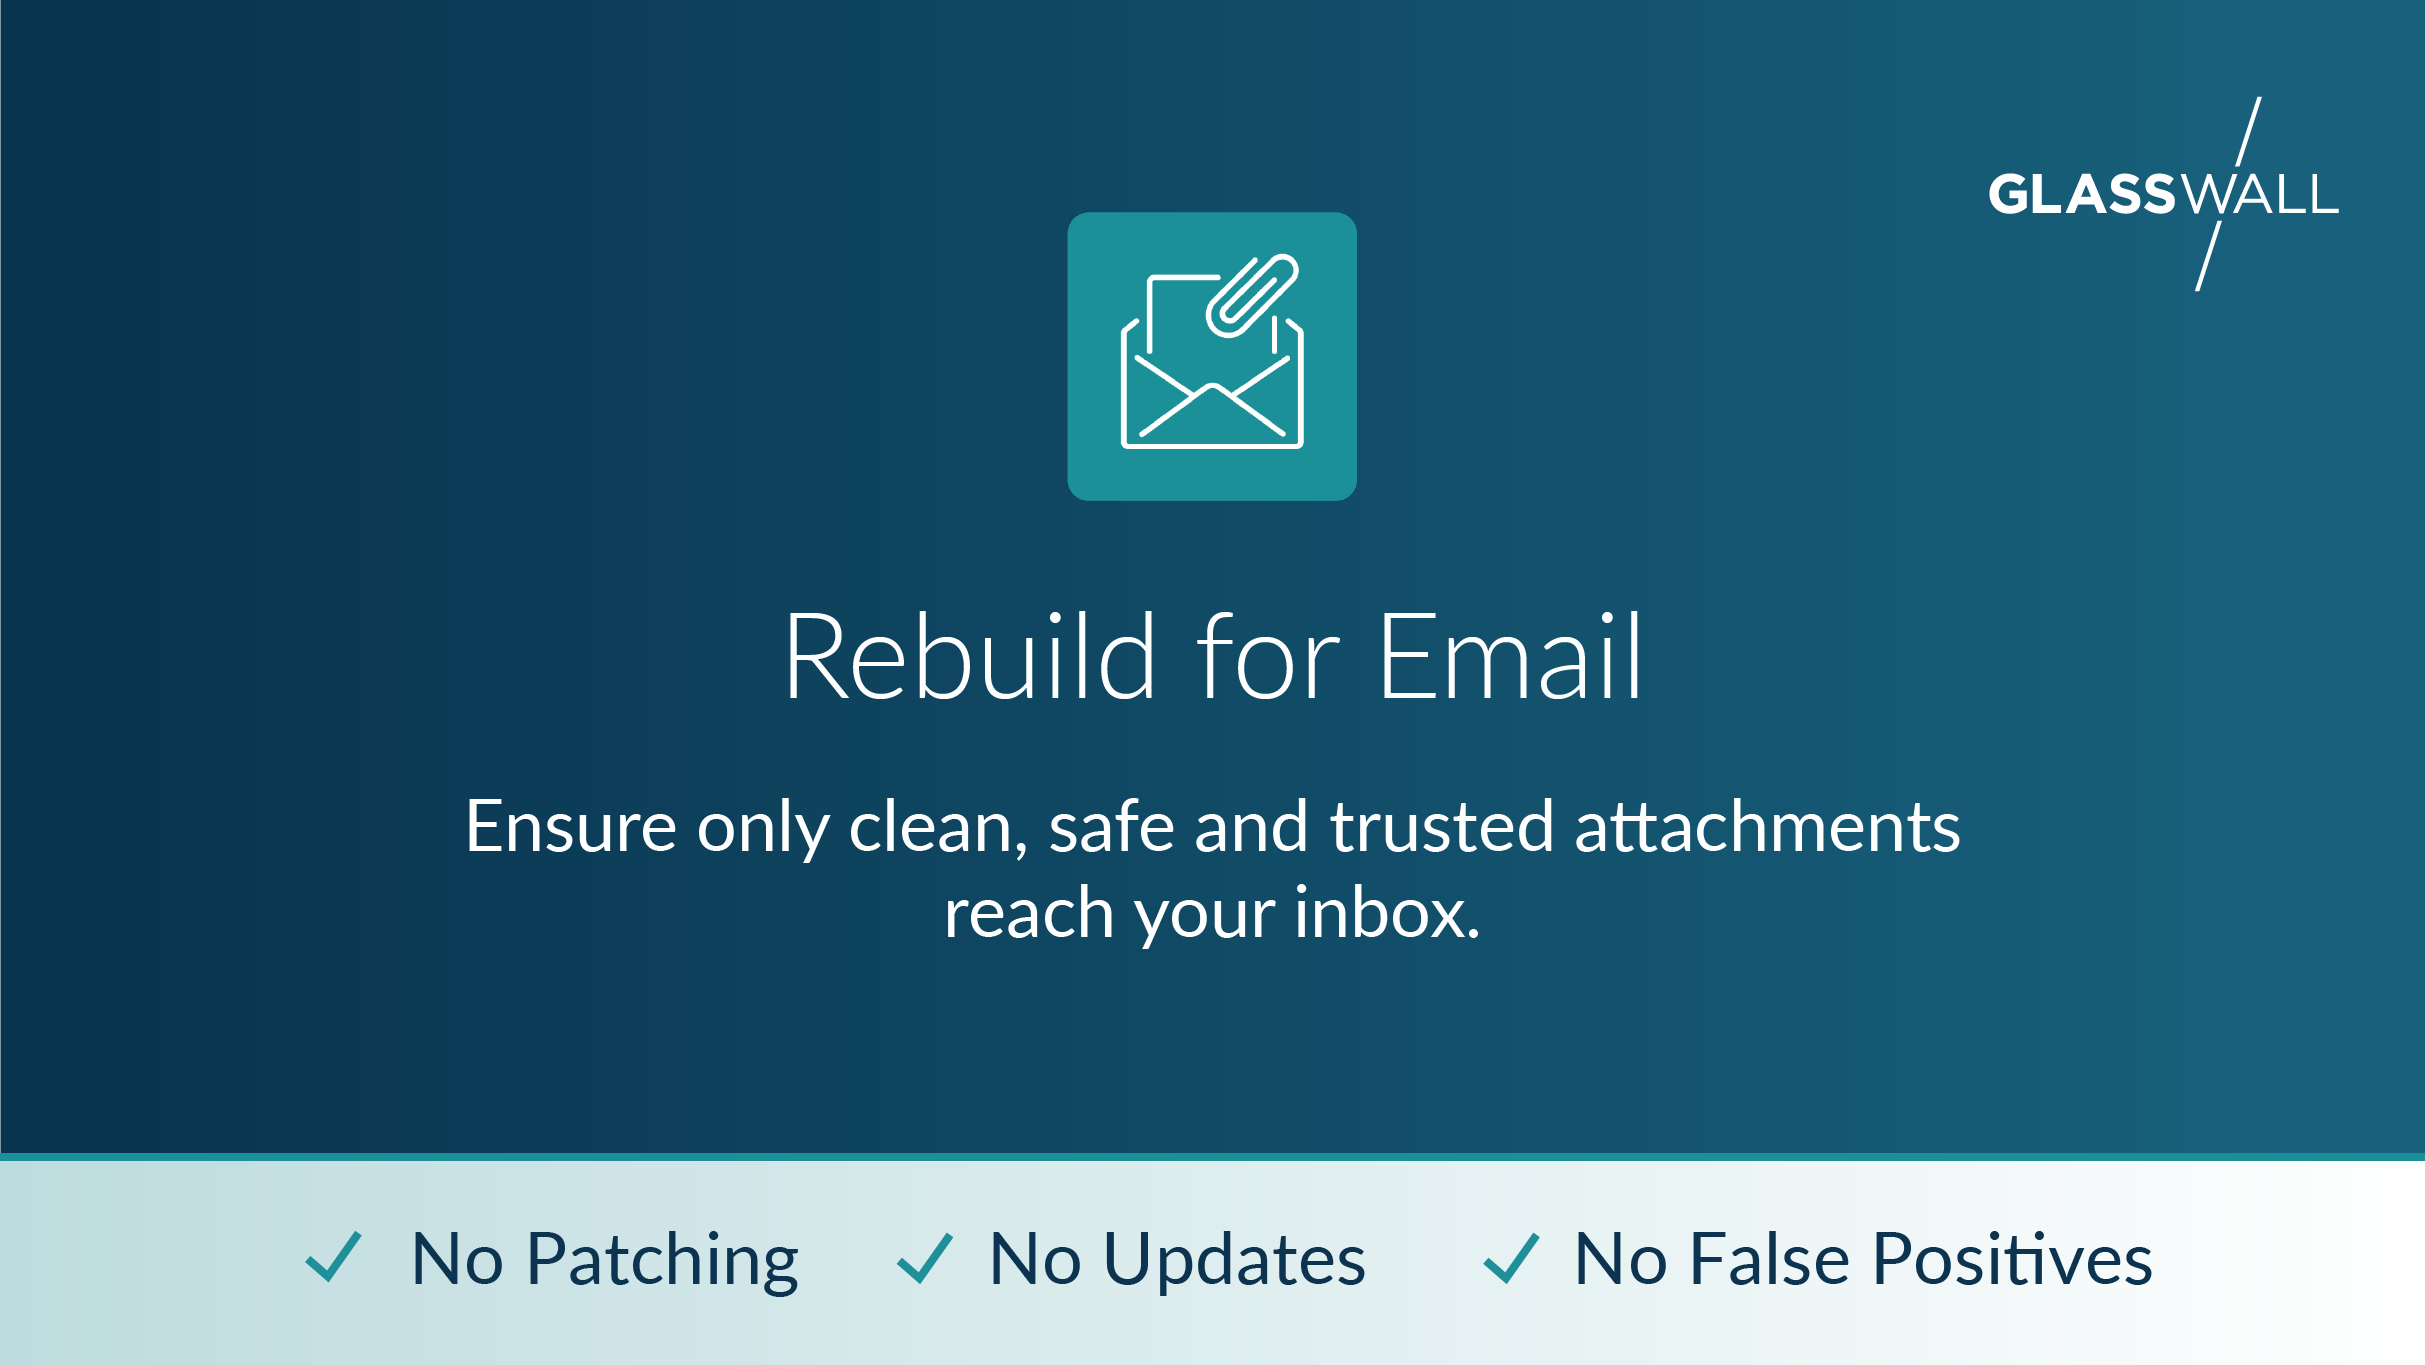 GLASSWALL
Rebuild for Email
Ensure only clean, safe and trusted attachments
reach your inbox.
No Patching
No Updates
No False Positives